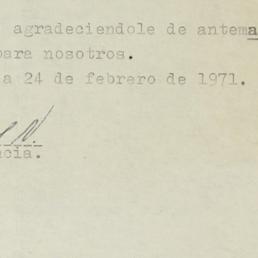 agradeciendole de antema
para nosotros.
a 24 de febrero de 1971.
N.
cia.